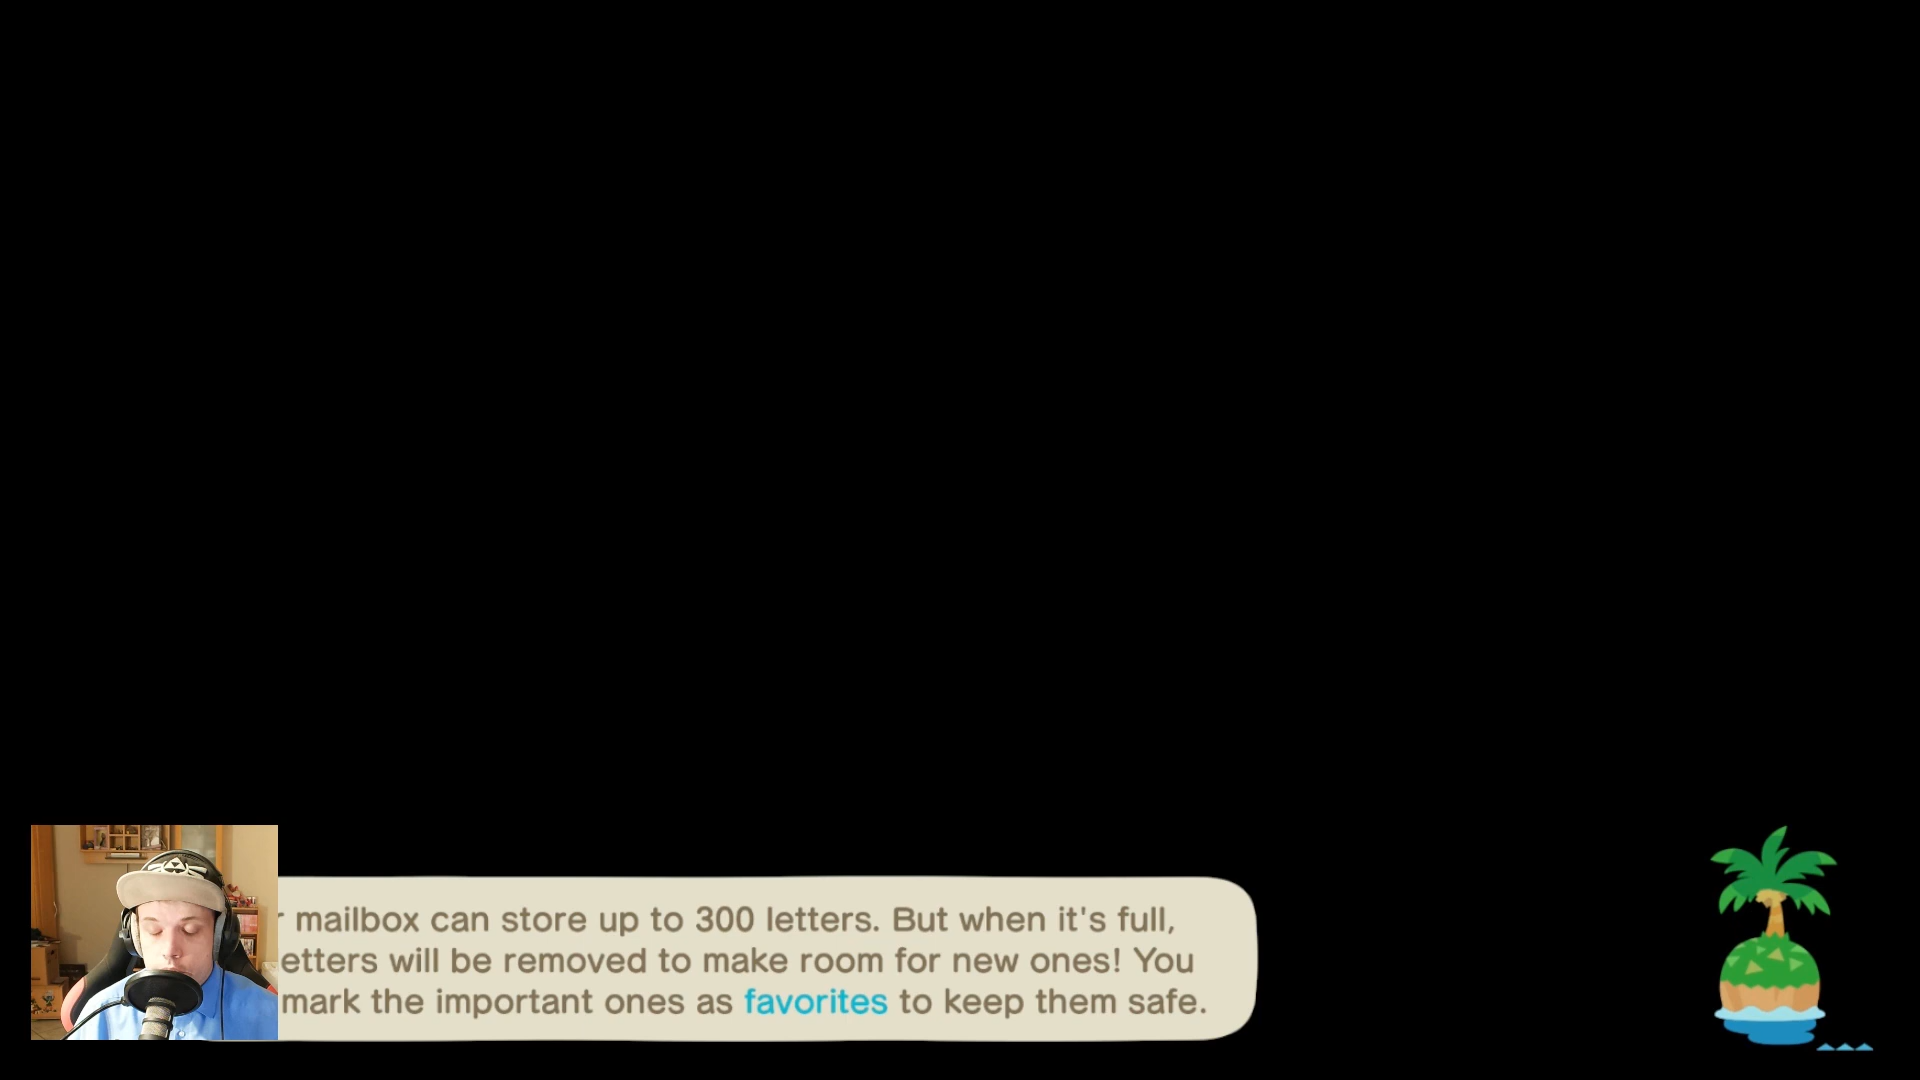 mailbox can store up to 300 letters. But when it's full,
etters will be removed to make room for new ones! You
mark the important ones as favorites to keep them safe.